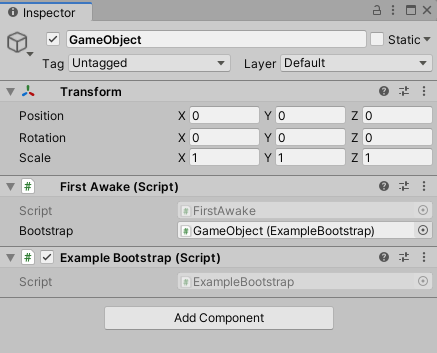 Inspector
GameObject Static
Tag Untagged Layer Default
Transform
Position X 0 Y 0 Z 0
Rotation X 0 Y 0 Z 0
Scale X 1 Y 1 Z 1
# First Awake (Script)
Script # FirstAwake
Bootstrap # GameObject (ExampleBootstrap)
# Example Bootstrap (Script)
Script # ExampleBootstrap
Add Component